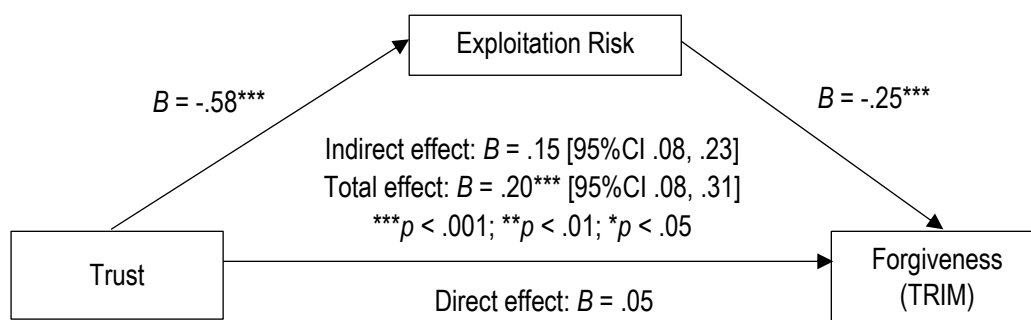 Exploitation Risk
B = -.58***
B = -.25***
Indirect effect: B = .15 [95%CI .08, .23]
Total effect: B = .20*** [95%CI .08, .31]
***p < .001; **p < .01; *p < .05
Trust
Forgiveness
(TRIM)
Direct effect: B = .05